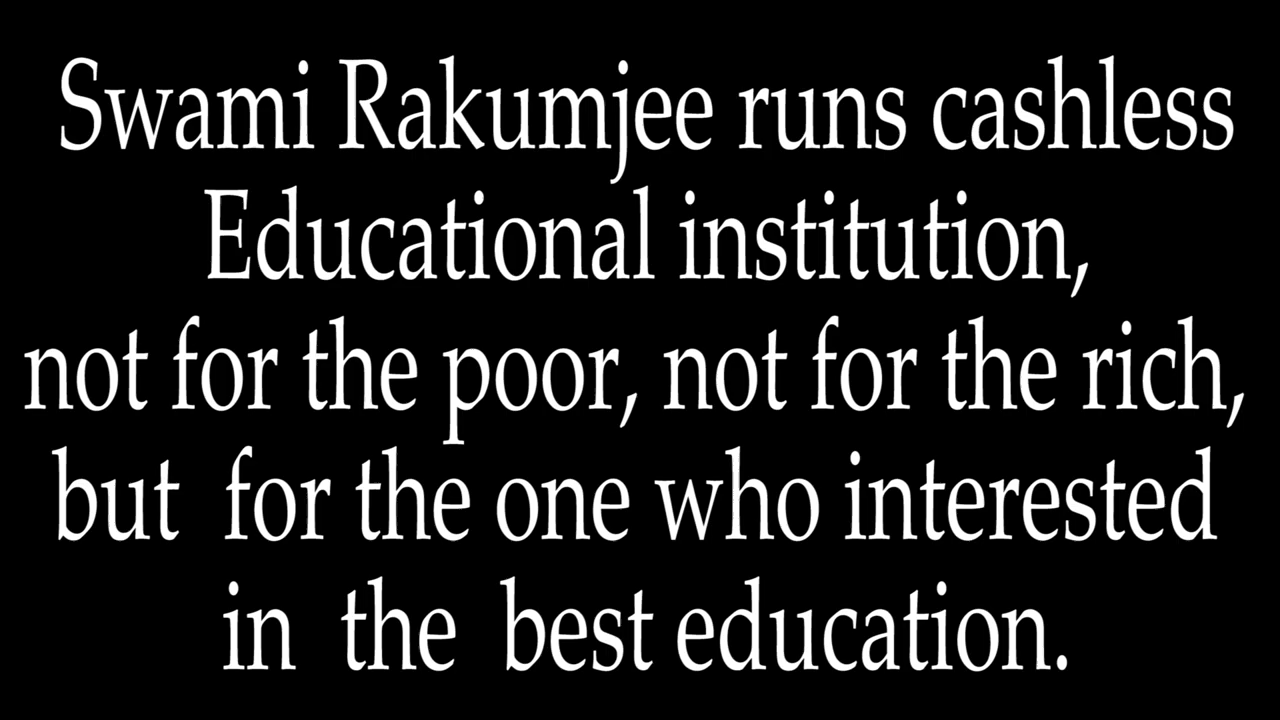 Swami Rakumjee runs cashless
Educational institution,
not for the poor, not for the rich,
but for the one who interested
in the best education.